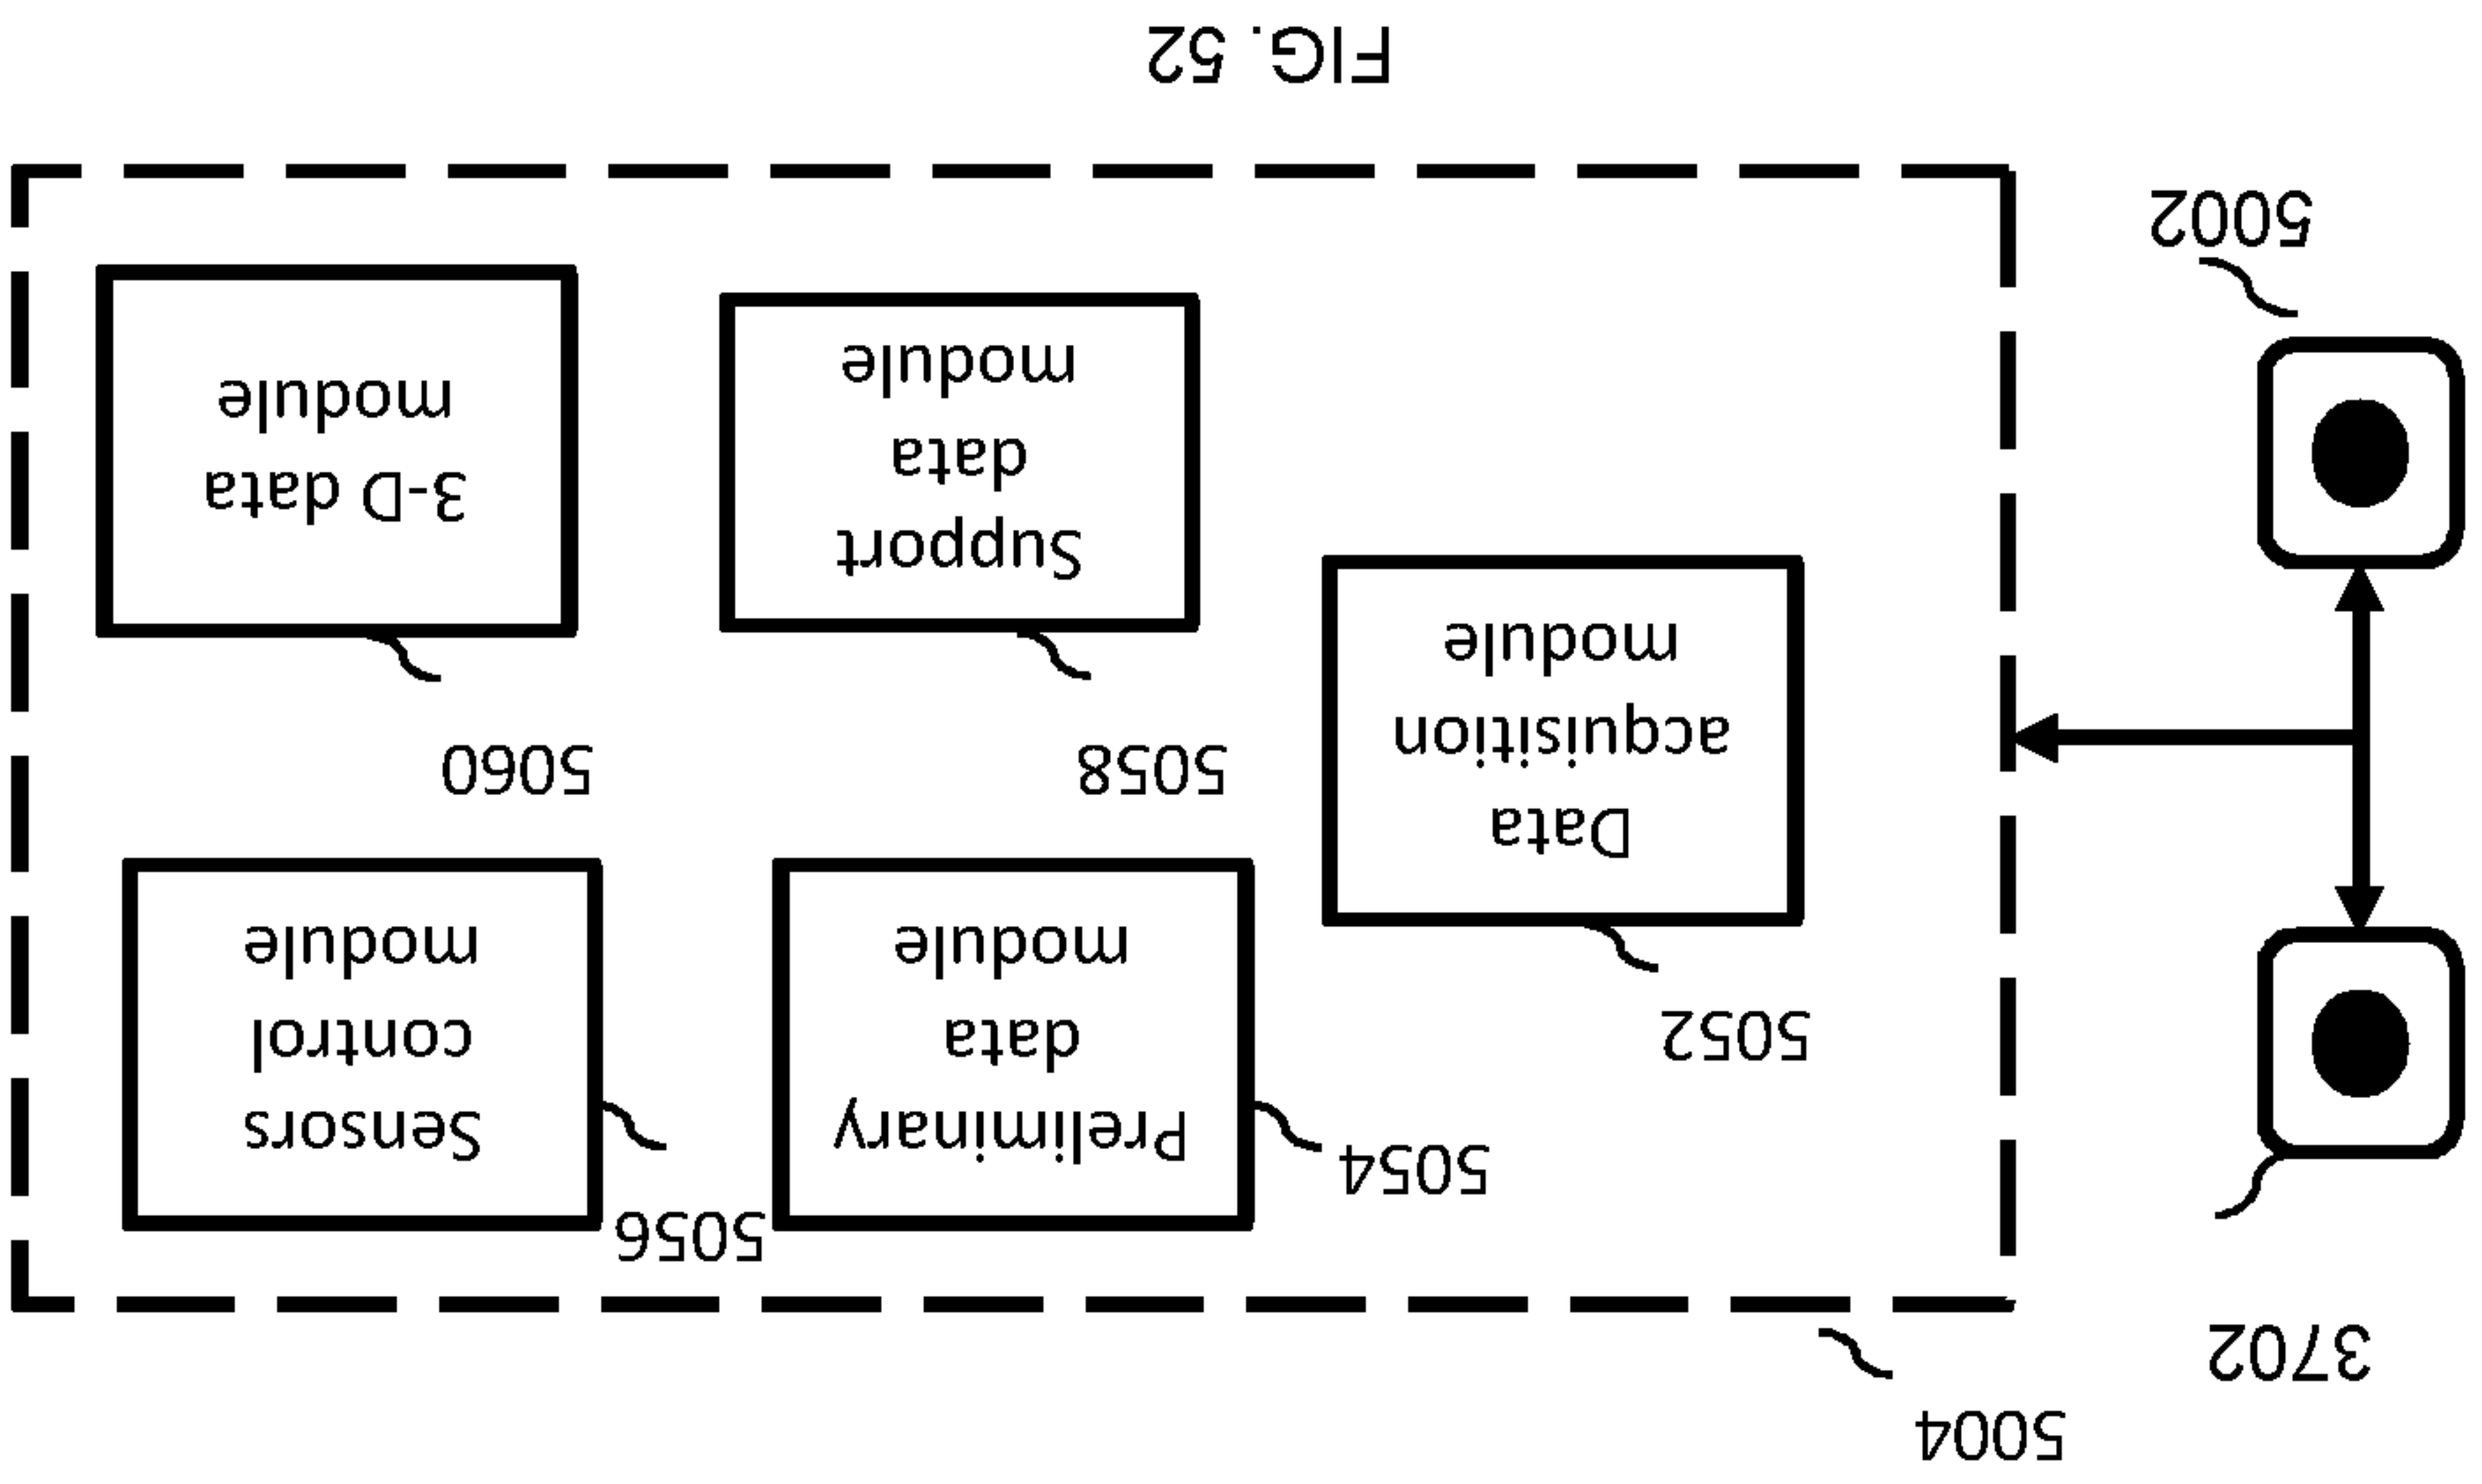 5004
3702
5056
5054
Sensors
control
module
Preliminary
data
module
5052
Data
acquisition
module
5058
5060
Support
data
module
3-D data
module
5002
FIG. 52